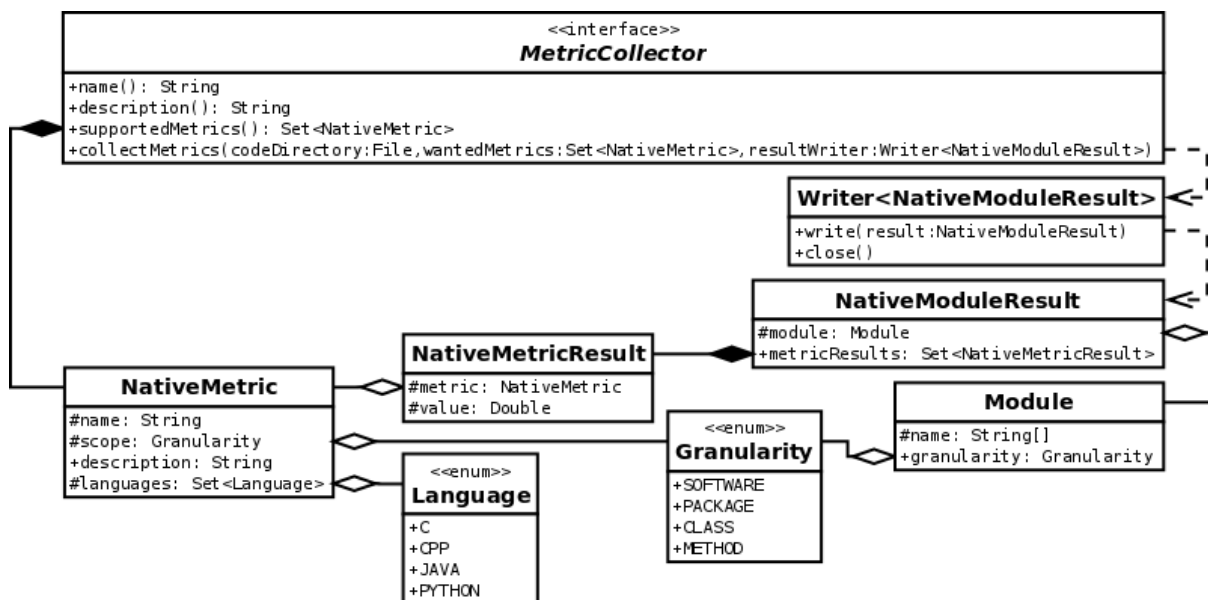 <<interface>>
MetricCollector
+name(): String
+description(): String
+supportedMetrics(): Set<NativeMetric>
+collectMetrics(codeDirectory:File,wantedMetrics:Set<NativeMetric>,resultWriter:Writer<NativeModuleResult>)
Writer<NativeModuleResult>
+write(result:NativeModuleResult)
+close()
NativeModuleResult
#module: Module
+metricResults: Set<NativeMetricResult>
NativeMetricResult
#metric: NativeMetric
#value: Double
NativeMetric
#name: String
#scope: Granularity
+description: String
#languages: Set<Language>
Module
#name: String[]
+granularity: Granularity
<<enum>>
Granularity
+SOFTWARE
+PACKAGE
+CLASS
+METHOD
<<enum>>
Language
+C
+CPP
+JAVA
+PYTHON